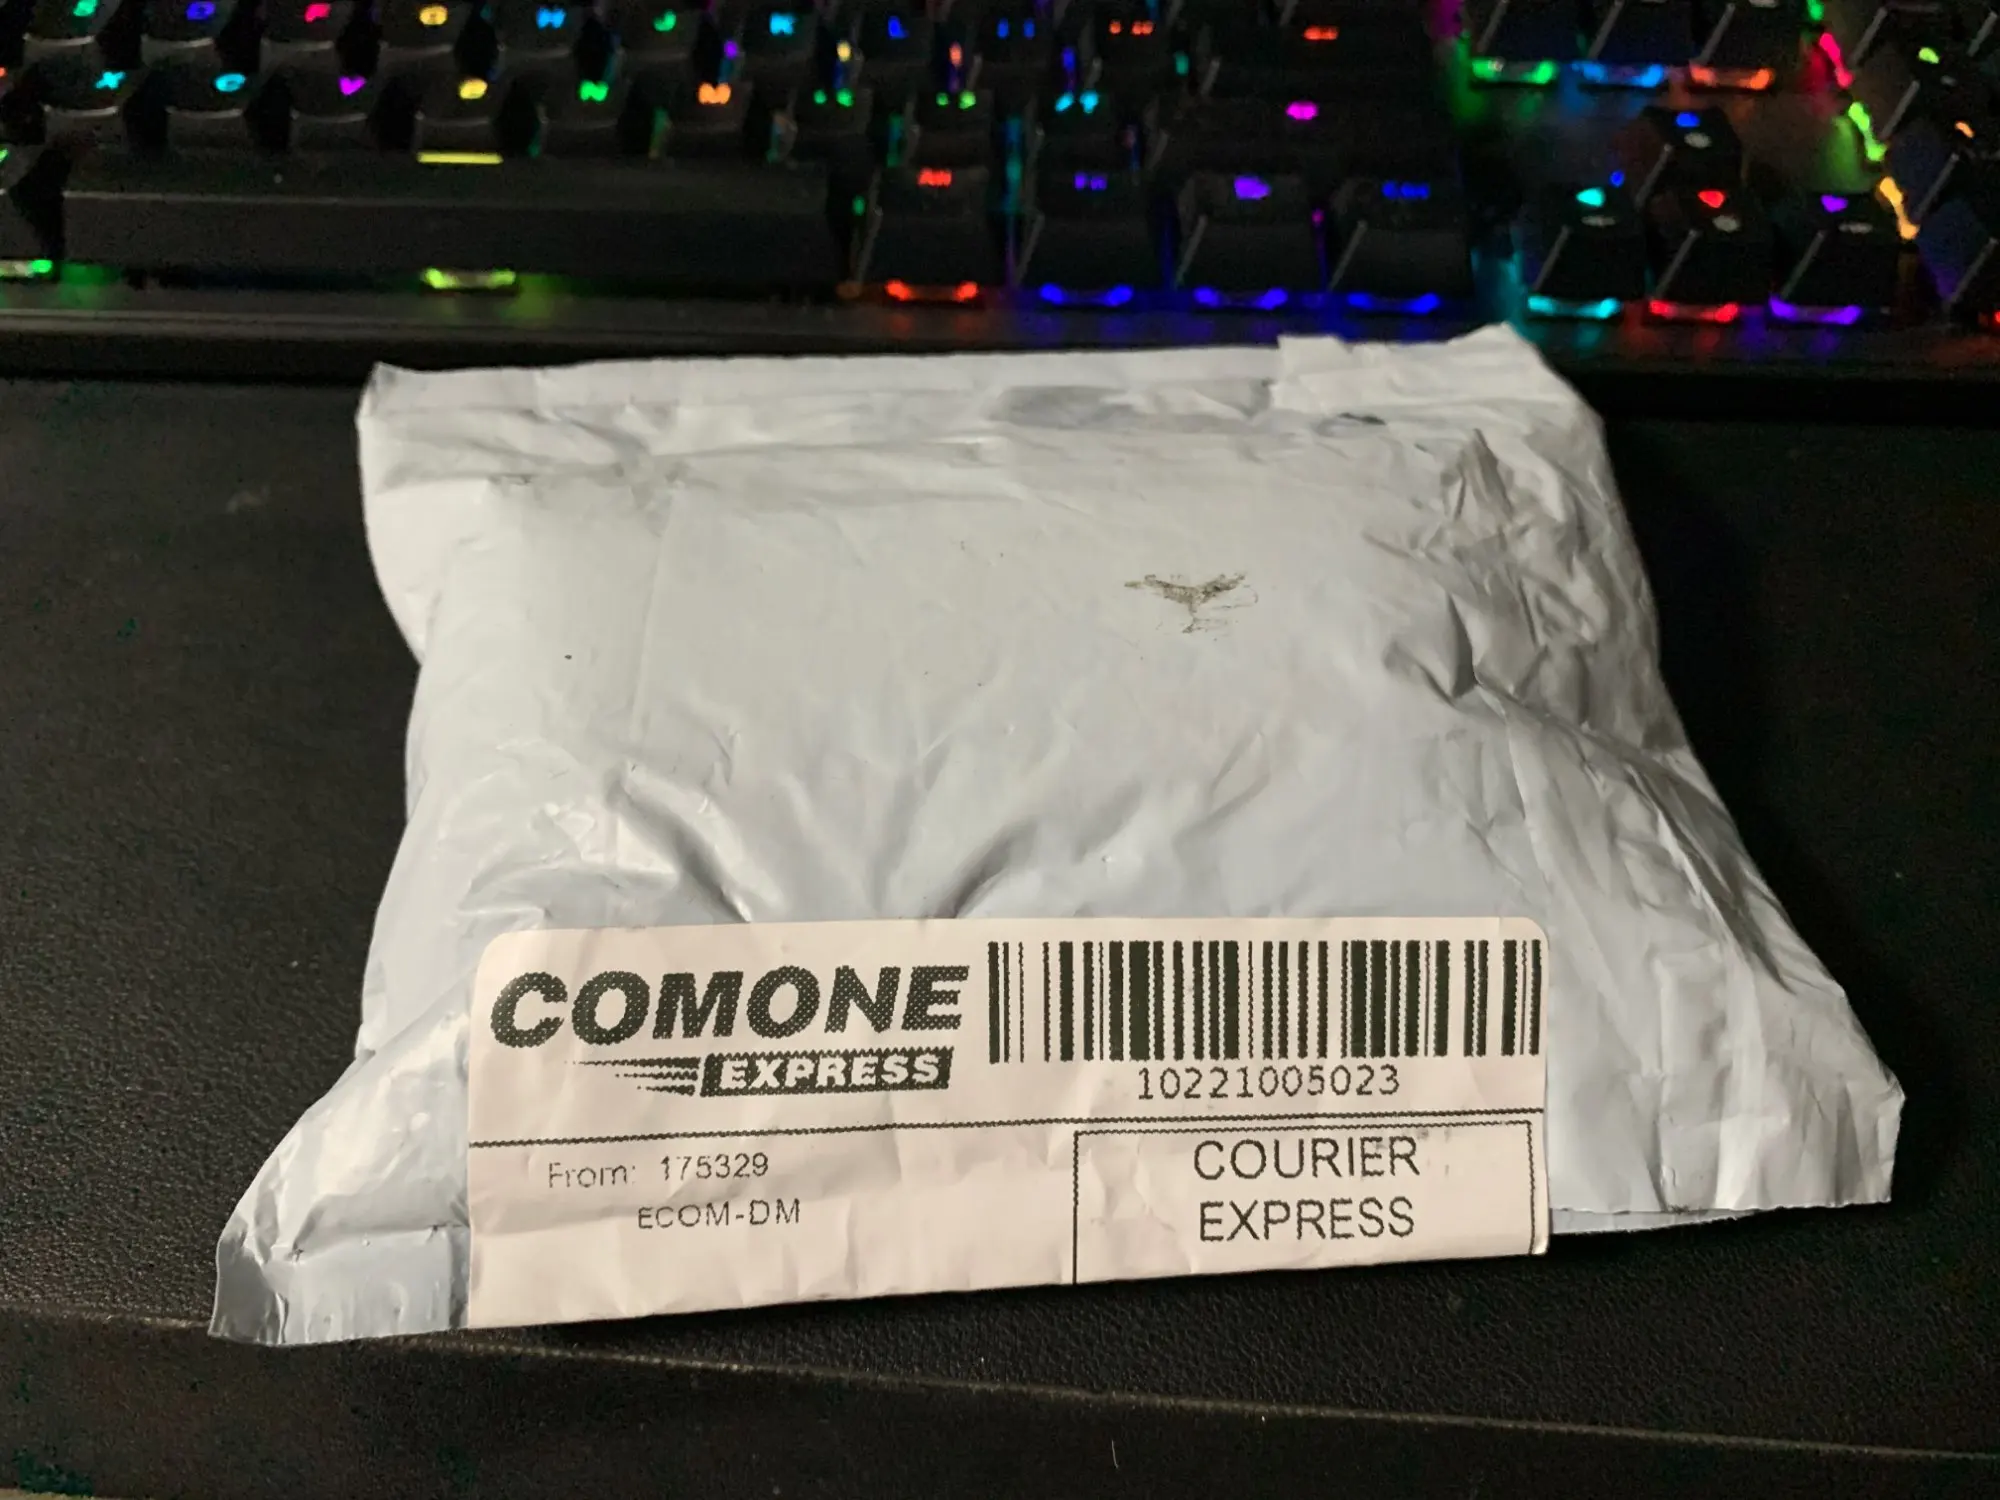 F G H J K L
X C V B N M
COMONE
EXPRESS
10221005023
From: 175329
ECOM-DM
COURIER
EXPRESS